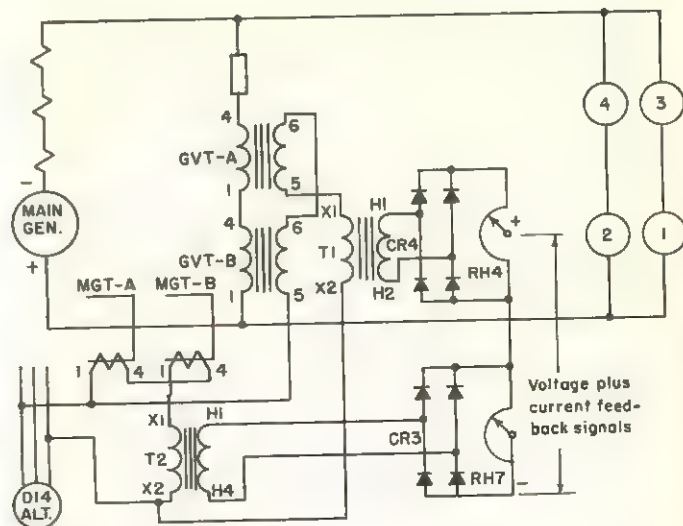 4
6
4
3
GVT-A
1
5
-
MAIN
GEN.
+
X1
H1
+
4
6
T1
CR4
2
1
GVT-B
RH4
X2
H2
MGT-A
MGT-B
1
5
1
4
1
4
Voltage plus
current feed-
back signals
X1
H1
CR3
T2
RH7
X2
H4
-
D14
ALT.